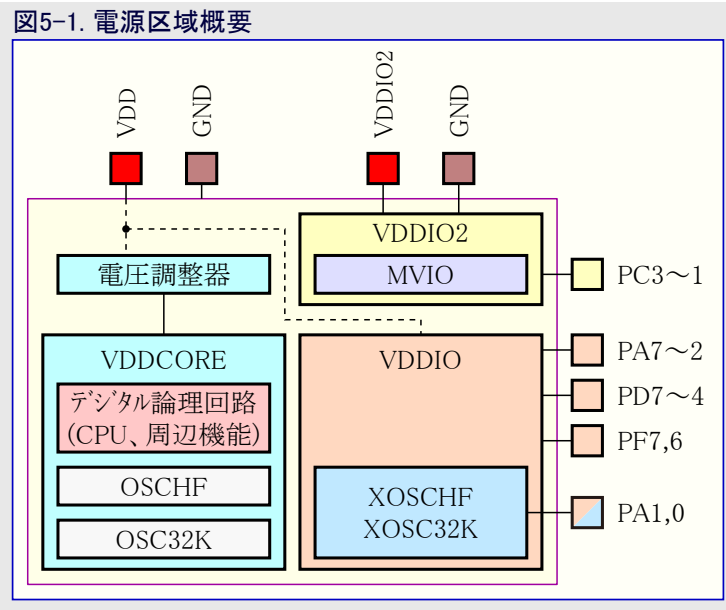 図5-1. 電源区域概要
VDD
GND
VDDIO2
GND
VDDIO2
MVIO
電圧調整器
PC3～1
VDDCORE
デジタル論理回路
(CPU、周辺機能)
OSCHF
OSC32K
VDDIO
XOSCHF
XOSC32K
PA7～2
PD7～4
PF7,6
PA1,0